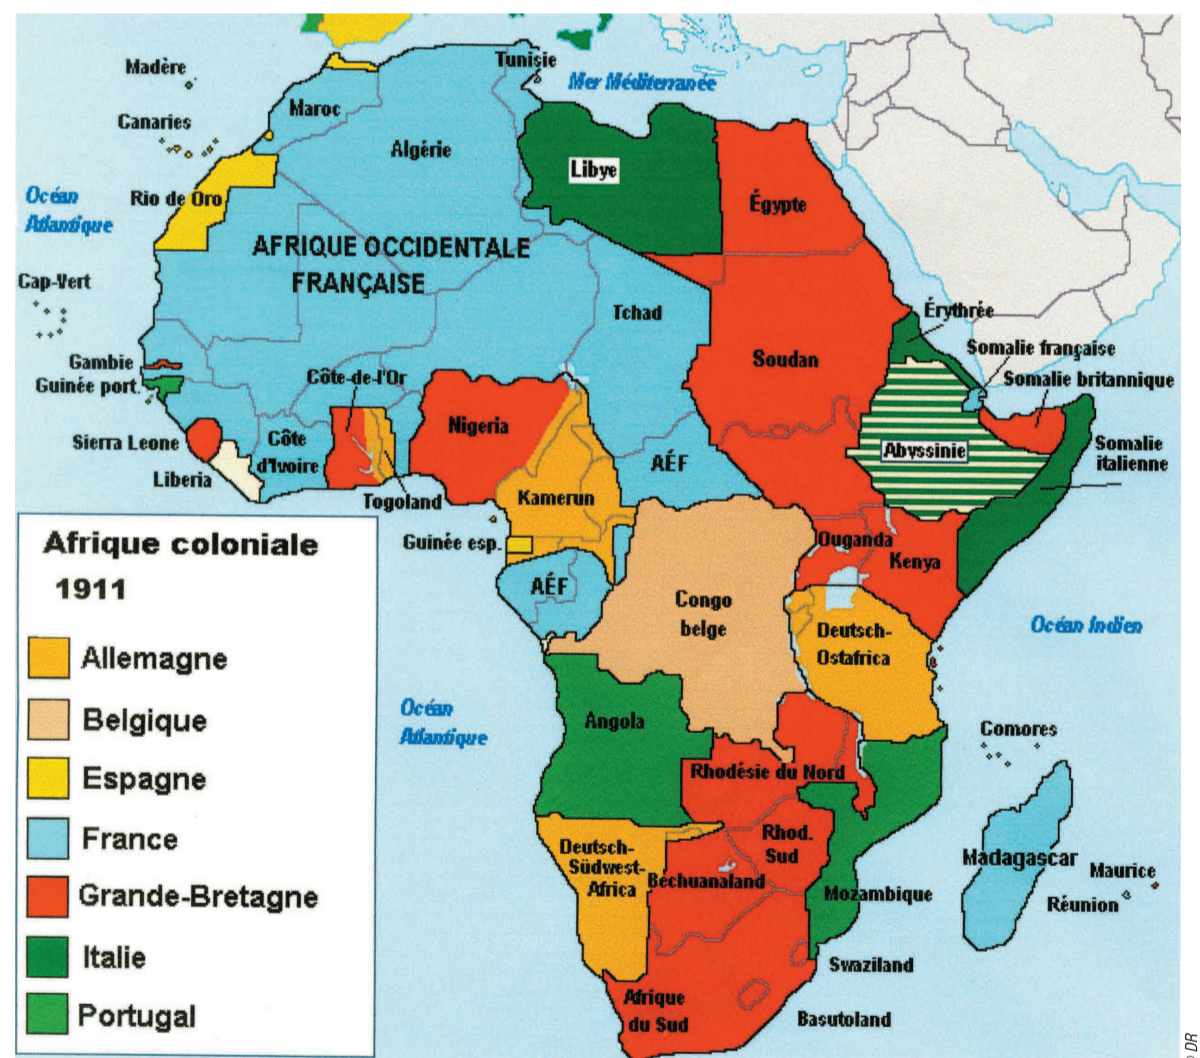 Madère
Tunisie
Mer Méditerranée
Maroc
Canaries
Algérie
Libye
Océan
Atlantique
Rio de Oro
Égypte
AFRIQUE OCCIDENTALE
FRANÇAISE
Cap-Vert
Tchad
Érythrée
Somalie française
Gambie
Soudan
Côte-de-l'Or
Somalie britannique
Guinée port.
Nigeria
Sierra Leone
Côte
d'Ivoire
Abyssinie
Somalie
italienne
AÉF
Liberia
Togoland
Kamerun
Guinée esp.
Ouganda
Kenya
AÉF
Congo
belge
Océan Indien
Deutsch-
Ostafrica
Océan
Atlantique
Angola
Comores
Rhodésie du Nord
Rhod.
Sud
Deutsch-
Südwest-
Africa
Bechuanaland
Madagascar
Maurice
Réunion
Mozambique
Swaziland
Afrique
du Sud
Basutoland
Afrique coloniale
1911
Allemagne
Belgique
Espagne
France
Grande-Bretagne
Italie
Portugal
DR